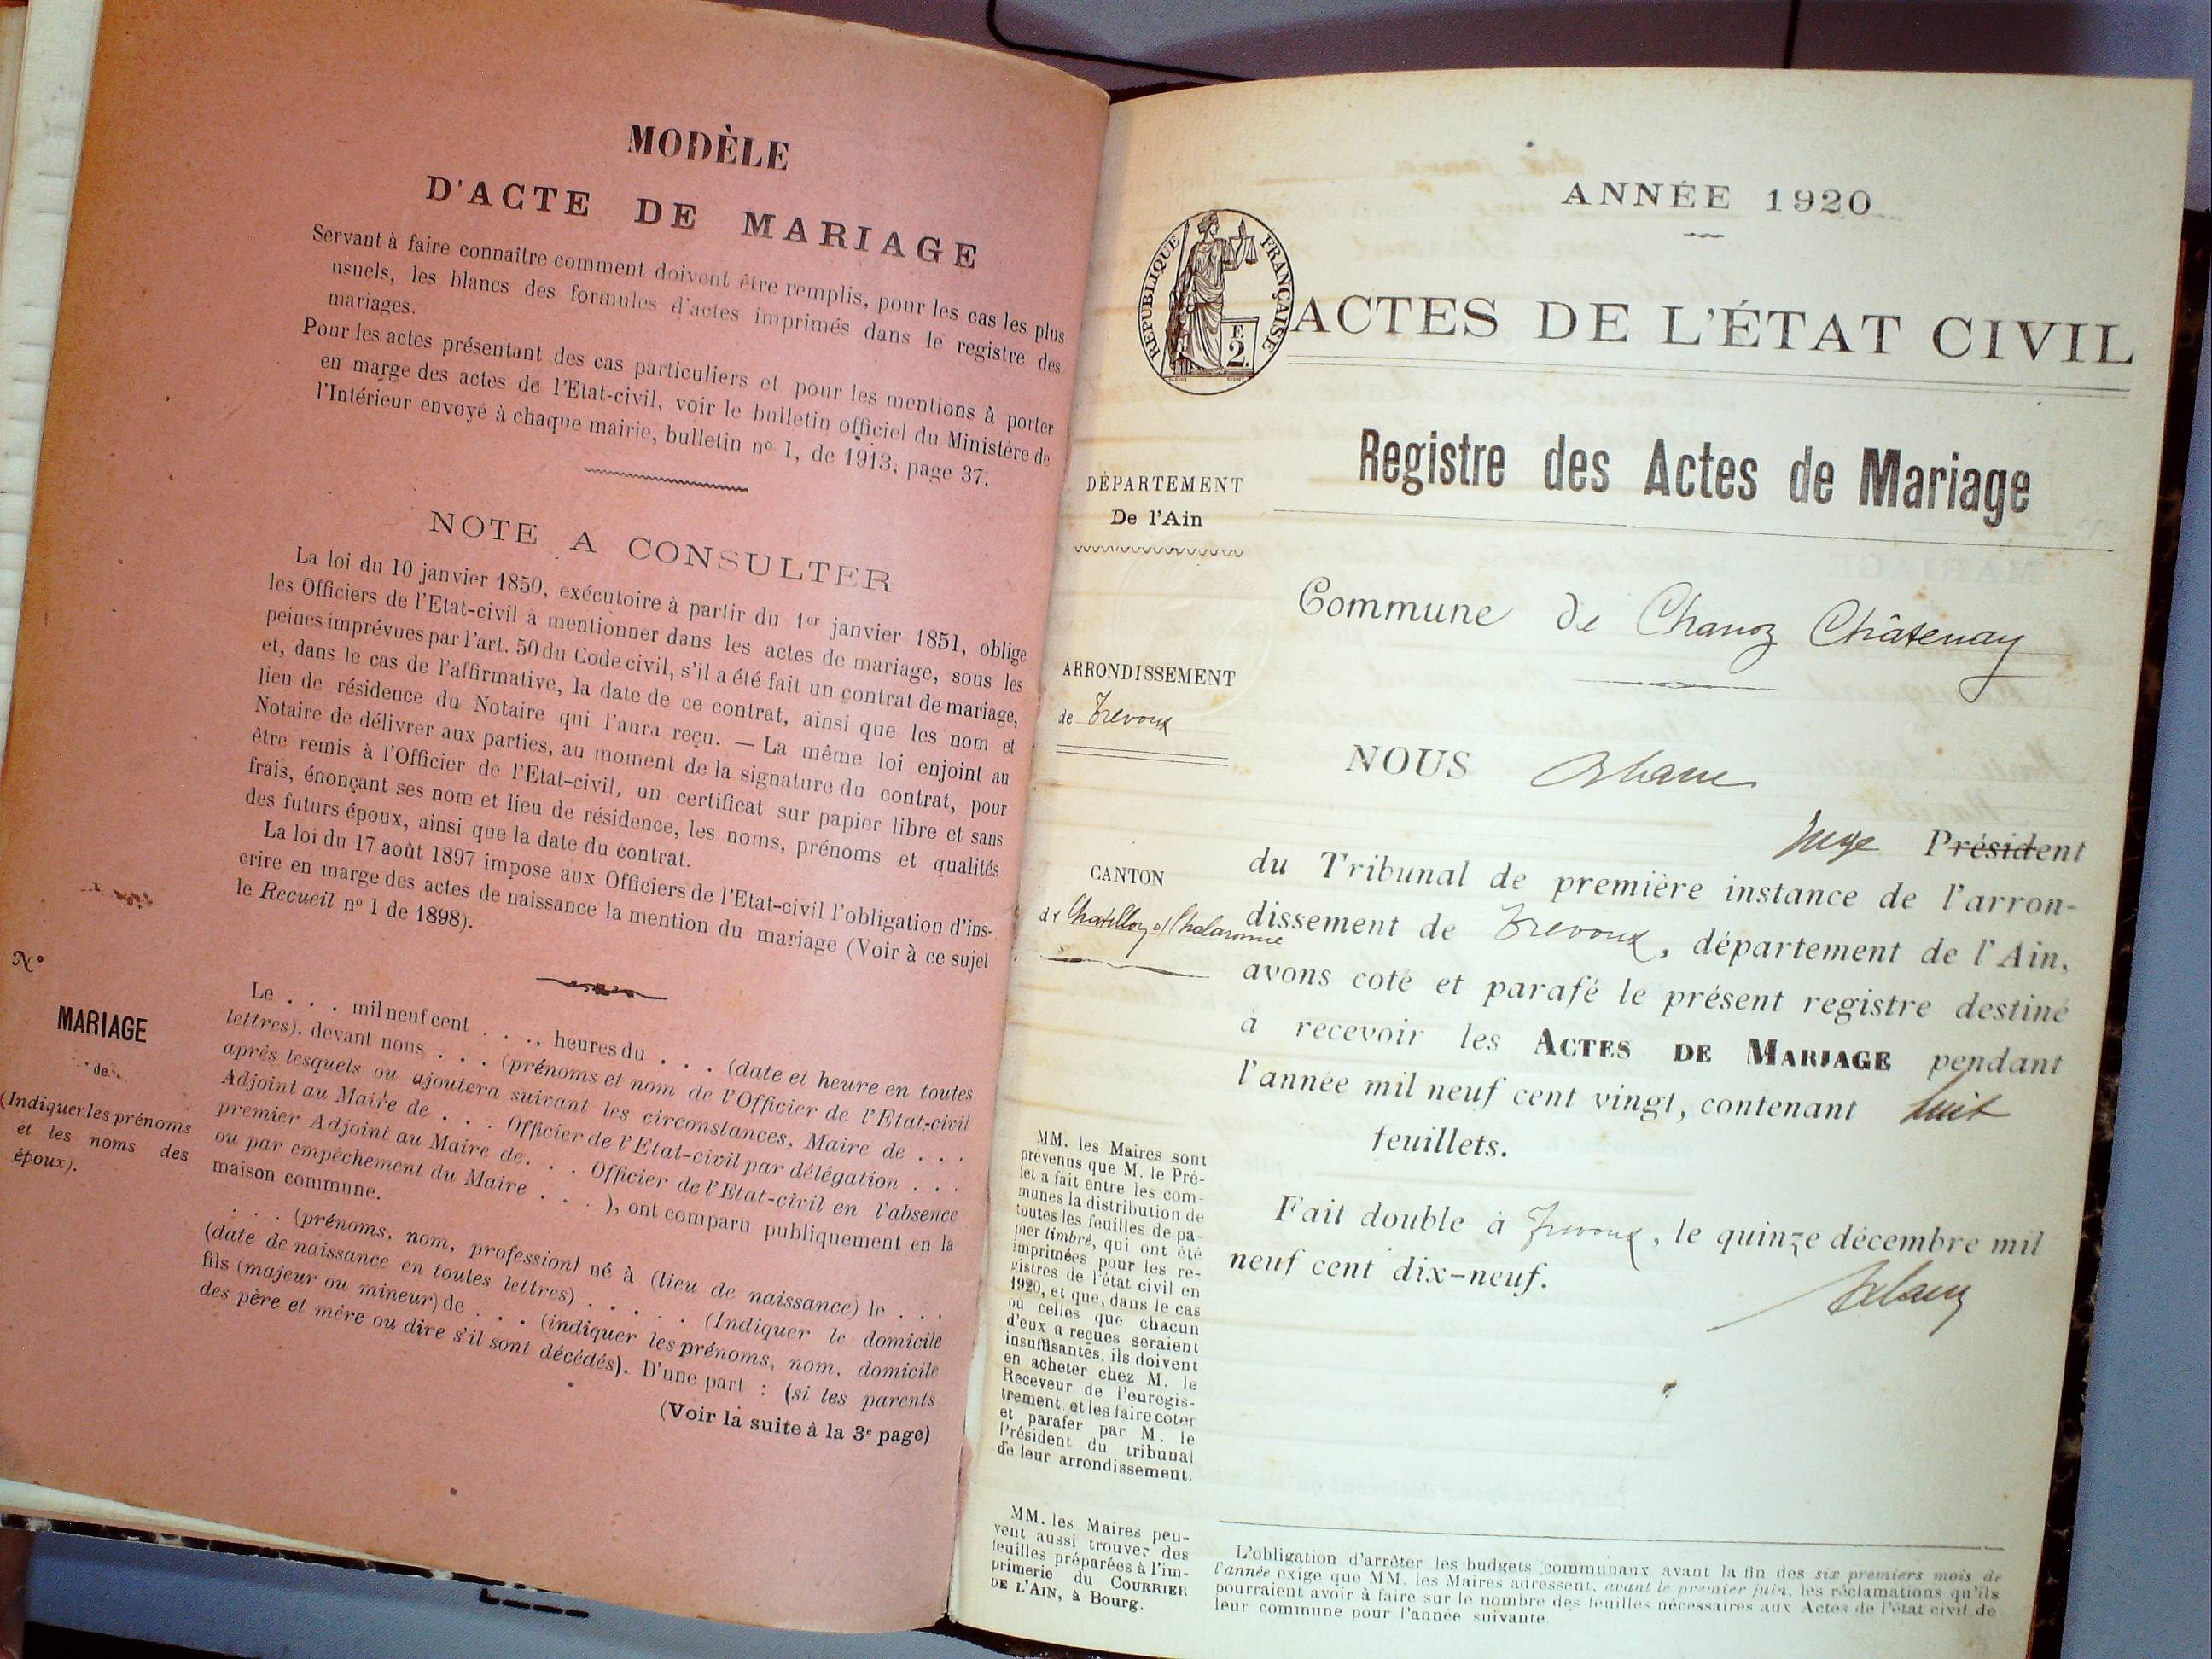 MODÈLE
D'ACTE DE MARIAGE
Servant à faire connaître comment doivent être remplis, pour les cas les plus
usuels, les blancs des formules d'actes imprimés dans le registre des
mariages.
Pour les actes présentant des cas particuliers et pour les mentions à porter
en marge des actes de l'Etat-civil, voir le bulletin officiel du Ministère de
l'Intérieur envoyé à chaque mairie, bulletin nº 1, de 1913, page 37.
NOTE A CONSULTER
La loi du 10 janvier 1850, exécutoire à partir du 1er janvier 1851, oblige
les Officiers de l'Etat-civil à mentionner dans les actes de mariage, sous les
peines imprévues par l'art. 50 du Code civil, s'il a été fait un contrat de mariage,
et, dans le cas de l'affirmative, la date de ce contrat, ainsi que les nom et
lieu de résidence du Notaire qui l'aura reçu. — La même loi enjoint au
Notaire de délivrer aux parties, au moment de la signature du contrat, pour
être remis à l'Officier de l'Etat-civil, un certificat sur papier libre et sans
frais, énonçant ses nom et lieu de résidence, les noms, prénoms et qualités
des futurs époux, ainsi que la date du contrat.
La loi du 17 août 1897 impose aux Officiers de l'Etat-civil l'obligation d'ins-
crire en marge des actes de naissance la mention du mariage (Voir à ce sujet
le Recueil nº 1 de 1898).
Nº
MARIAGE
de
(Indiquer les prénoms
et les noms des
époux).
Le . . . mil neuf cent . . ., heures du . . . (date et heure en toutes
lettres). devant nous . . . (prénoms et nom de l'Officier de l'Etat-civil
après lesquels ou ajoutera suivant les circonstances, Maire de . . .
Adjoint au Maire de . . . Officier de l'Etat-civil par délégation . . .
premier Adjoint au Maire de. . . Officier de l'Etat-civil en l'absence
ou par empêchement du Maire . . . ), ont comparu publiquement en la
maison commune.
. . . (prénoms, nom, profession) né à (lieu de naissance) le . . .
(date de naissance en toutes lettres) . . . . . (Indiquer le domicile
fils (majeur ou mineur) de . . . (indiquer les prénoms, nom, domicile
des père et mère ou dire s'il sont décédés). D'une part : (si les parents
(Voir la suite à la 3e page)
ANNÉE 1920
RÉPUBLIQUE FRANÇAISE
E.
2.
ACTES DE L'ÉTAT CIVIL
Registre des Actes de Mariage
DÉPARTEMENT
De l'Ain
Commune de Chanoz Châtenay
ARRONDISSEMENT
de Trevoux
NOUS
Juge Président
CANTON
de Chatillon s/ Chalaronne
du Tribunal de première instance de l'arron-
dissement de Trevoux, département de l'Ain,
avons coté et parafé le présent registre destiné
à recevoir les ACTES DE MARIAGE pendant
l'année mil neuf cent vingt, contenant huit
feuillets.
Fait double à Trevoux, le quinze décembre mil
neuf cent dix-neuf.
MM. les Maires sont
prévenus que M. le Pré-
fet a fait entre les com-
munes la distribution de
toutes les feuilles de pa-
pier timbré, qui ont été
imprimées pour les re-
gistres de l'état civil en
1920, et que, dans le cas
où celles que chacun
d'eux a reçues seraient
insuffisantes, ils doivent
en acheter chez M. le
Receveur de l'enregis-
trement et les faire coter
et parafer par M. le
Président du tribunal
de leur arrondissement.
MM. les Maires peu-
vent aussi trouver des
feuilles préparées à l'im-
primerie du COURRIER
DE L'AIN, à Bourg.
L'obligation d'arrêter les budgets communaux avant la fin des six premiers mois de
l'année exige que MM. les Maires adressent, avant le premier juin, les réclamations qu'ils
pourraient avoir à faire sur le nombre des feuilles nécessaires aux Actes de l'état civil de
leur commune pour l'année suivante.